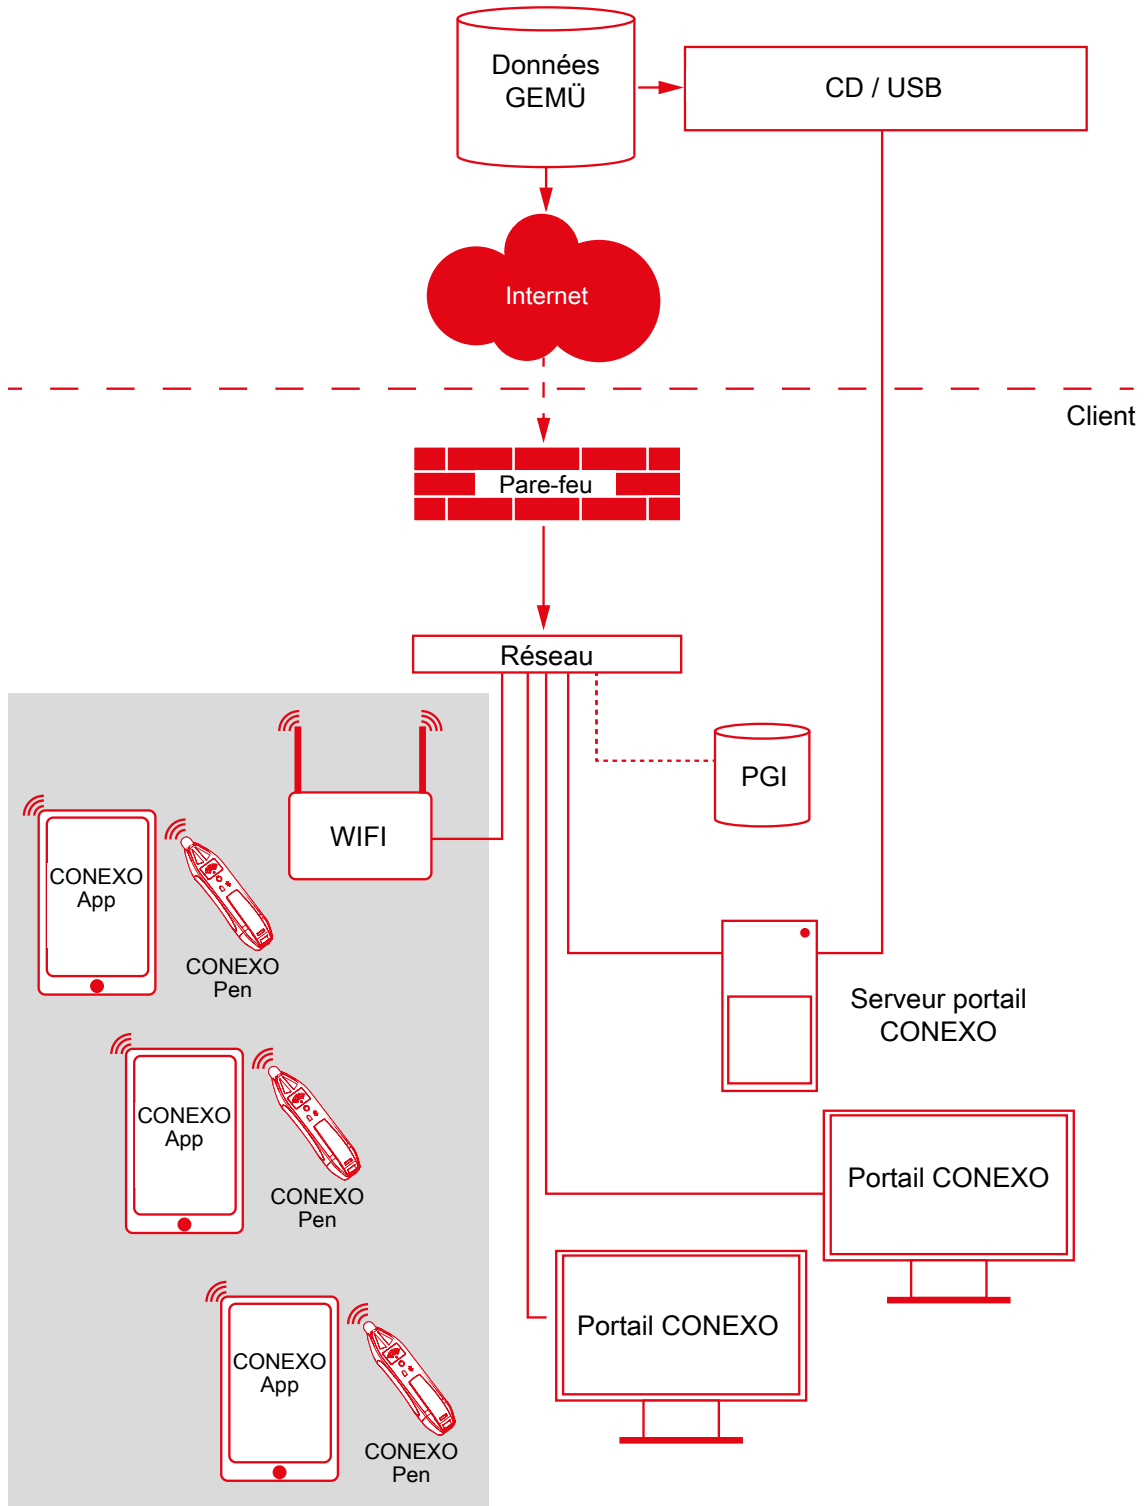 Données
GEMÜ
CD / USB
Internet
Client
Pare-feu
Réseau
PGI
WIFI
CONEXO
App
CONEXO
Pen
Serveur portail
CONEXO
CONEXO
App
CONEXO
Pen
Portail CONEXO
Portail CONEXO
CONEXO
App
CONEXO
Pen